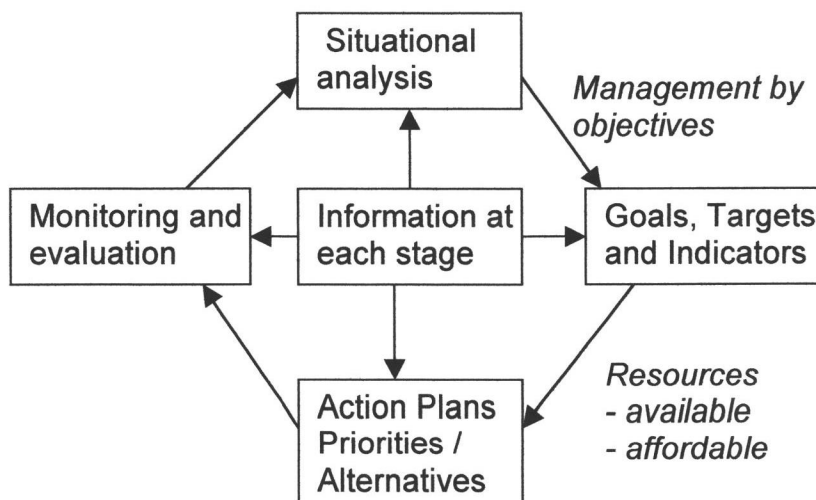 Situational
analysis
Management by
objectives
Monitoring and
evaluation
Information at
each stage
Goals, Targets
and Indicators
Action Plans
Priorities /
Alternatives
Resources
- available
- affordable